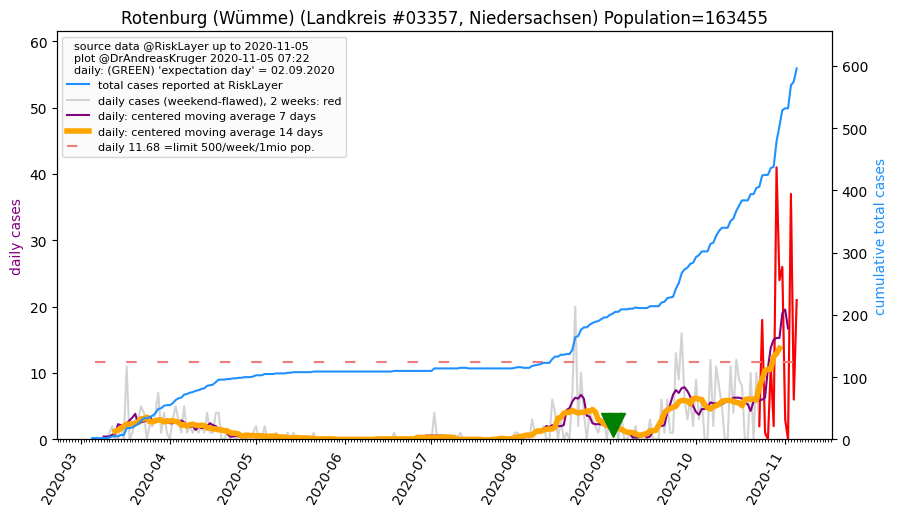 Rotenburg (Wümme) (Landkreis #03357, Niedersachsen) Population=163455
source data @RiskLayer up to 2020-11-05
plot @DrAndreasKruger 2020-11-05 07:22
daily: (GREEN) 'expectation day' = 02.09.2020
total cases reported at RiskLayer
daily cases (weekend-flawed), 2 weeks: red
daily: centered moving average 7 days
daily: centered moving average 14 days
daily 11.68 =limit 500/week/1mio pop.
daily cases
60
50
40
30
20
10
0
cumulative total cases
600
500
400
300
200
100
0
2020-03
2020-04
2020-05
2020-06
2020-07
2020-08
2020-09
2020-10
2020-11